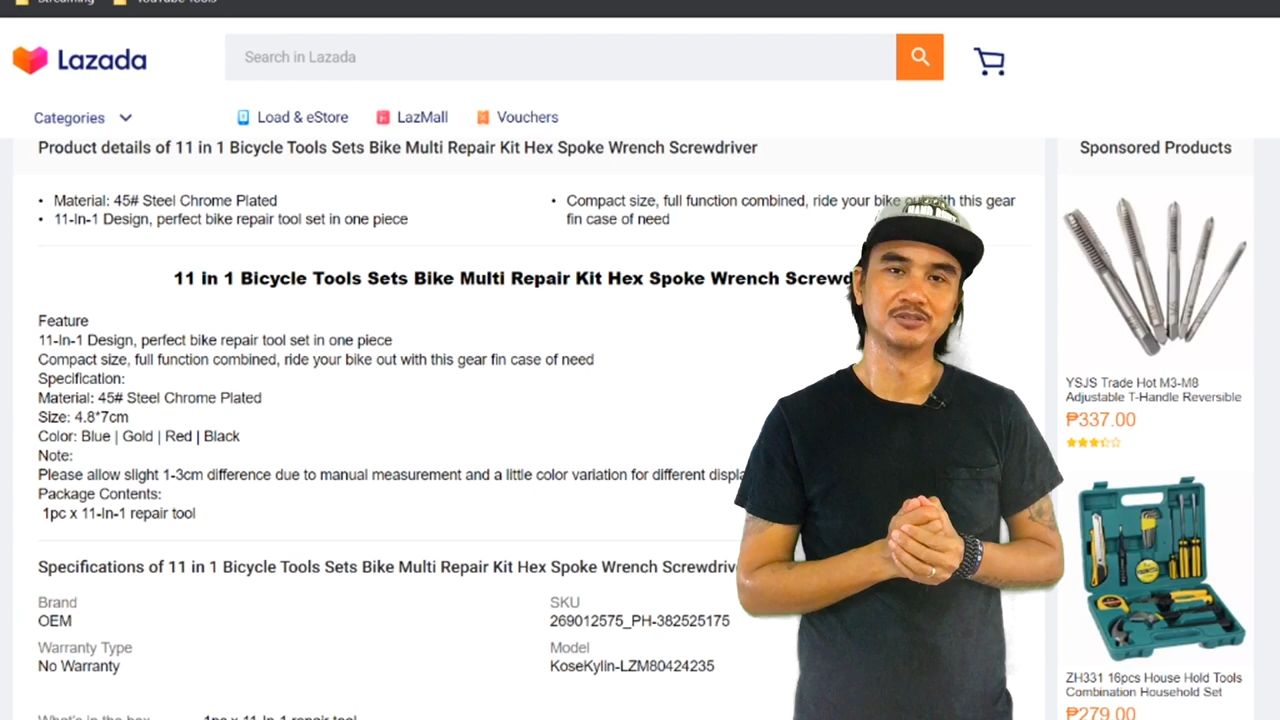 Streaming YouTube Tools
Lazada
Search in Lazada
Categories
Load & eStore
LazMall
Vouchers
Product details of 11 in 1 Bicycle Tools Sets Bike Multi Repair Kit Hex Spoke Wrench Screwdriver
• Material: 45# Steel Chrome Plated
• 11-In-1 Design, perfect bike repair tool set in one piece
• Compact size, full function combined, ride your bike out with this gear
fin case of need
11 in 1 Bicycle Tools Sets Bike Multi Repair Kit Hex Spoke Wrench Screwd
Feature
11-In-1 Design, perfect bike repair tool set in one piece
Compact size, full function combined, ride your bike out with this gear fin case of need
Specification:
Material: 45# Steel Chrome Plated
Size: 4.8*7cm
Color: Blue | Gold | Red | Black
Note:
Please allow slight 1-3cm difference due to manual measurement and a little color variation for different displa
Package Contents:
1pc x 11-In-1 repair tool
Specifications of 11 in 1 Bicycle Tools Sets Bike Multi Repair Kit Hex Spoke Wrench Screwdriv
Brand
OEM
SKU
269012575_PH-382525175
Warranty Type
No Warranty
Model
KoseKylin-LZM80424235
What's in the box 1pc x 11-In-1 repair tool
Sponsored Products
YSJS Trade Hot M3-M8
Adjustable T-Handle Reversible
₱337.00
ZH331 16pcs House Hold Tools
Combination Household Set
₱279.00